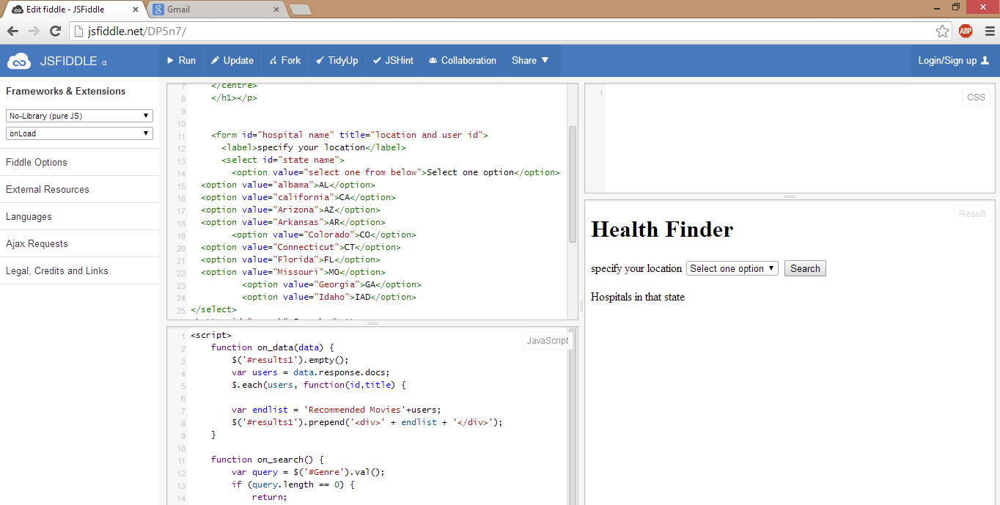 Edit fiddle - JSFiddle
Gmail
jsfiddle.net/DP5n7/
ABP
JSFIDDLE α
Run
Update
Fork
TidyUp
JSHint
Collaboration
Share ▼
Login/Sign up
Frameworks & Extensions
No-Library (pure JS)
onLoad
Fiddle Options
External Resources
Languages
Ajax Requests
Legal, Credits and Links
7 </centre>
8 </h1></p>
9
10
11 <form id="hospital name" title="location and user id">
12 <label>specify your location</label>
13 <select id="state name">
14 <option value="select one from below">Select one option</option>
15 <option value="albama">AL</option>
16 <option value="california">CA</option>
17 <option value="Arizona">AZ</option>
18 <option value="Arkansas">AR</option>
19 <option value="Colorado">CO</option>
20 <option value="Connecticut">CT</option>
21 <option value="Florida">FL</option>
22 <option value="Missouri">MO</option>
23 <option value="Georgia">GA</option>
24 <option value="Idaho">IAD</option>
25 </select>
JavaScript
1 <script>
2 function on_data(data) {
3 $('#results1').empty();
4 var users = data.response.docs;
5 $.each(users, function(id,title) {
6
7 var endlist = 'Recommended Movies'+users;
8 $('#results1').prepend('<div>' + endlist + '</div>');
9 }
10
11 function on_search() {
12 var query = $('#Genre').val();
13 if (query.length == 0) {
14 return;
1
CSS
Result
Health Finder
specify your location Select one option Search
Hospitals in that state